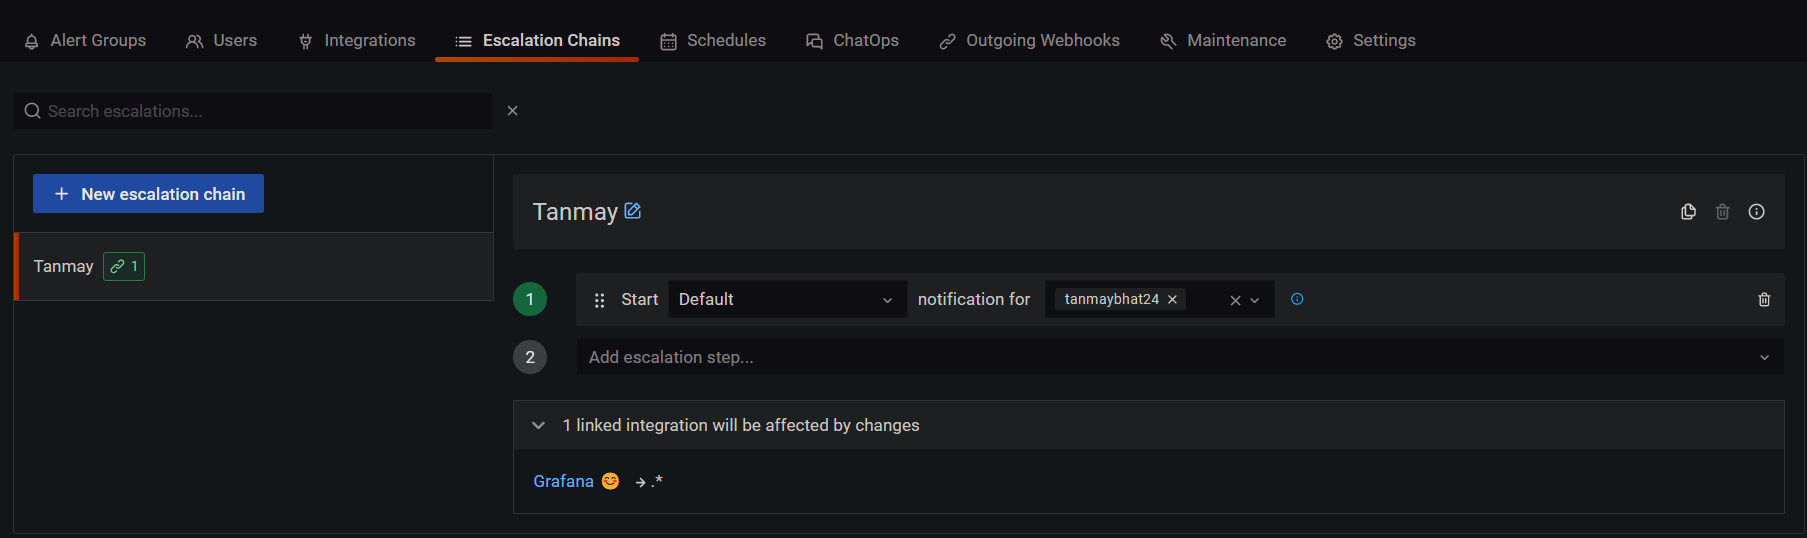 Alert Groups Users Integrations Escalation Chains Schedules ChatOps Outgoing Webhooks Maintenance Settings
Search escalations...
New escalation chain
Tanmay 1
Tanmay
1 Start Default notification for tanmaybhat24
2 Add escalation step...
1 linked integration will be affected by changes
Grafana 😊 → .*